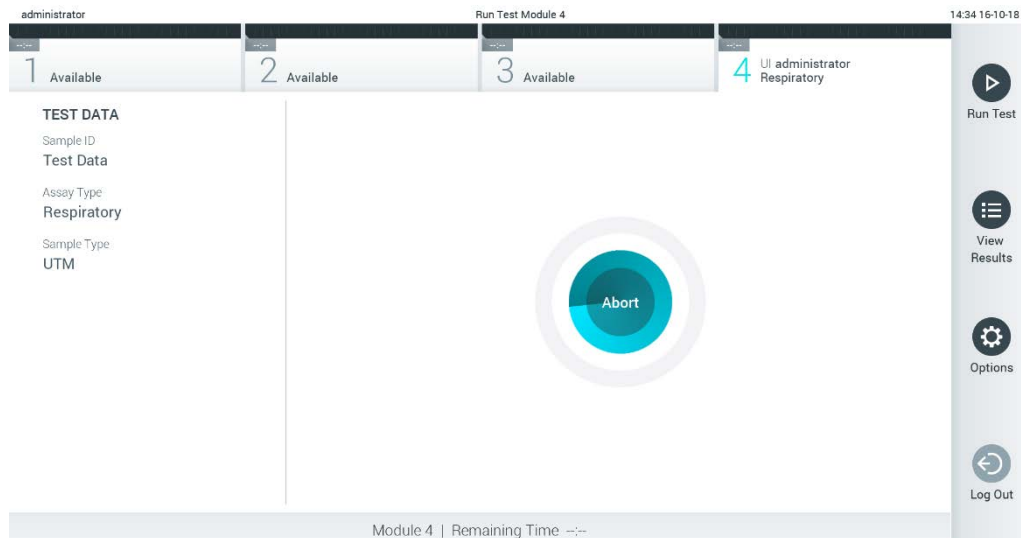 administrator
Run Test Module 4
14:34 16-10-18
--:--
1 Available
--:--
2 Available
--:--
3 Available
--:--
4 UI administrator
Respiratory
TEST DATA
Sample ID
Test Data
Assay Type
Respiratory
Sample Type
UTM
Abort
Run Test
View
Results
Options
Log Out
Module 4 | Remaining Time --:--